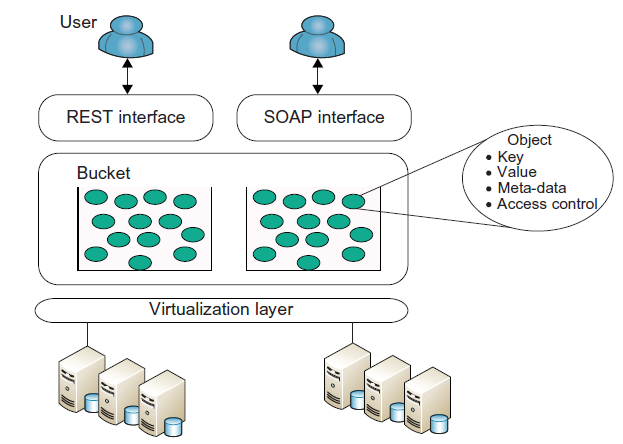 User
REST interface
SOAP interface
Bucket
Object
• Key
• Value
• Meta-data
• Access control
Virtualization layer